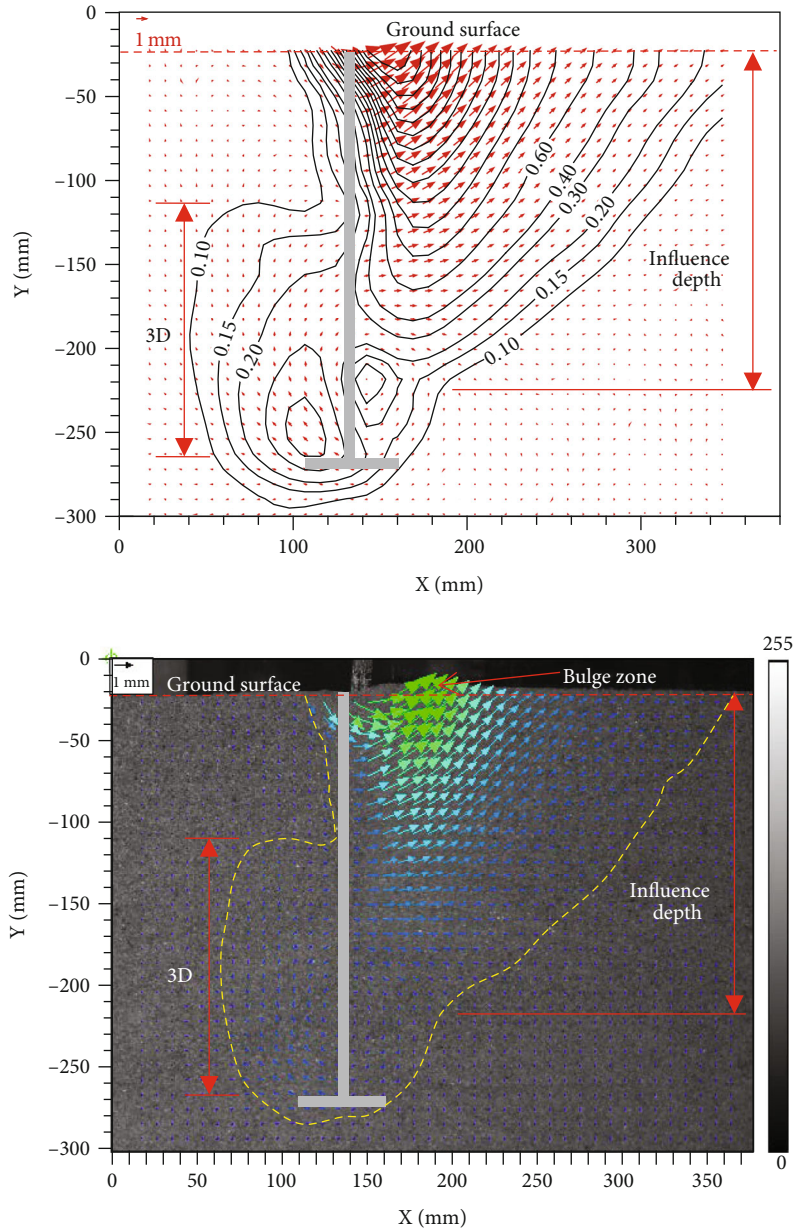 0
Ground surface
1 mm
−50
−100
−150
−200
−250
−300
Y (mm)
0.10
0.15
0.20
3D
0.60
0.40
0.30
0.20
0.15
0.10
Influence
depth
0
100
200
300
X (mm)
255
0
1 mm
Ground surface
Bulge zone
−50
−100
−150
−200
−250
−300
Y (mm)
3D
Influence
depth
0
0
50
100
150
200
250
300
350
X (mm)